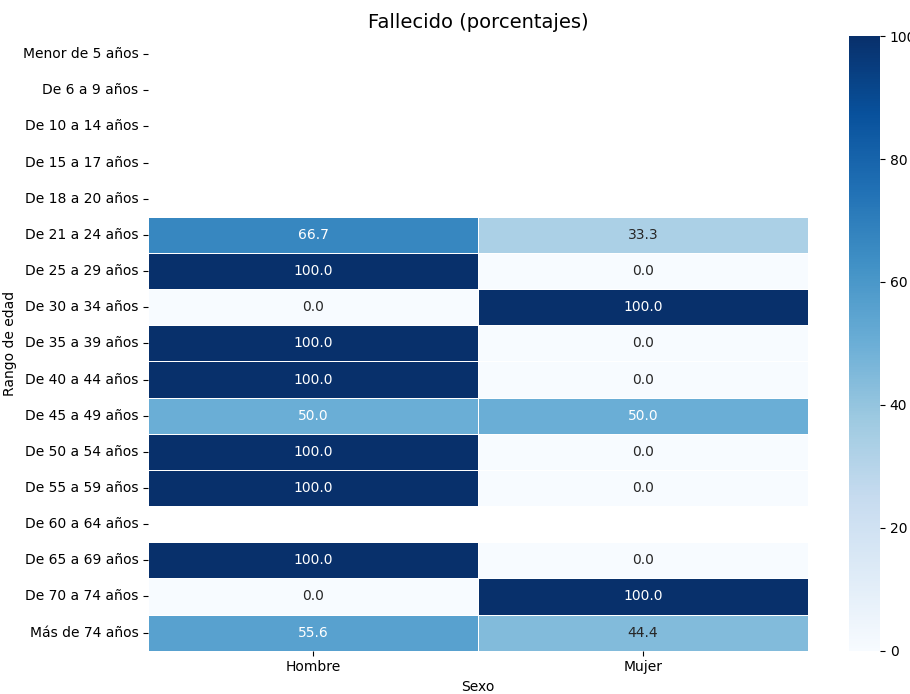 Fallecido (porcentajes)
Menor de 5 años
De 6 a 9 años
De 10 a 14 años
De 15 a 17 años
De 18 a 20 años
De 21 a 24 años 66.7 33.3
De 25 a 29 años 100.0 0.0
De 30 a 34 años 0.0 100.0
De 35 a 39 años 100.0 0.0
De 40 a 44 años 100.0 0.0
De 45 a 49 años 50.0 50.0
De 50 a 54 años 100.0 0.0
De 55 a 59 años 100.0 0.0
De 60 a 64 años
De 65 a 69 años 100.0 0.0
De 70 a 74 años 0.0 100.0
Más de 74 años 55.6 44.4
Hombre Mujer
Sexo
Rango de edad
100
80
60
40
20
0